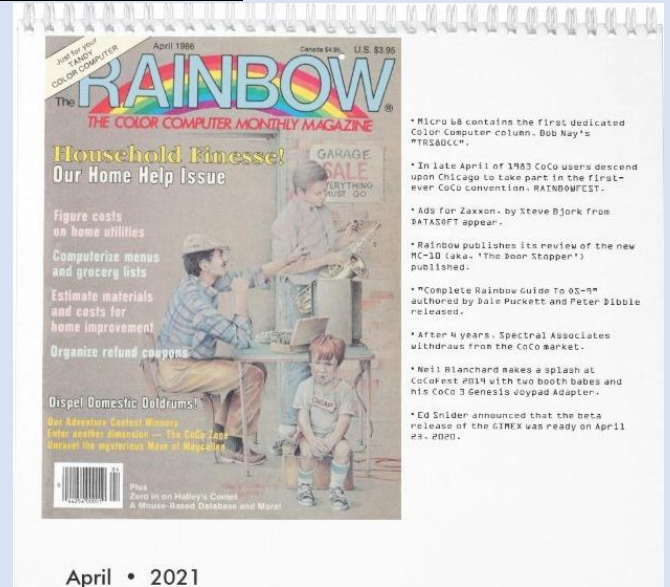 Just for your
TANDY
COLOR COMPUTER
April 1986
Canada $4.95
U.S. $3.95
The RAINBOW®
THE COLOR COMPUTER MONTHLY MAGAZINE
Household Finesse!
Our Home Help Issue
Figure costs
on home utilities
Computerize menus
and grocery lists
Estimate materials
and costs for
home improvement
Organize refund coupons
GARAGE
SALE
EVERYTHING
MUST GO
CHEAP
Dispel Domestic Doldrums!
Our Adventure Contest Winners
Enter another dimension — The CoCo Zone
Unravel the mysterious Maze of Moycullen
Plus
Zero in on Halley's Comet
A Mouse-Based Database and More!
* Micro 68 contains the first dedicated
Color Computer column. Bob Nay's
"TRS80CC".
* In late April of 1983 CoCo users descend
upon Chicago to take part in the first-
ever CoCo convention. RAINBOWFEST.
* Ads for Zaxxon. by Steve Bjork from
DATASOFT appear.
* Rainbow publishes its review of the new
MC-10 (aka. 'The Door Stopper')
published.
* "Complete Rainbow Guide To OS-9"
authored by Dale Puckett and Peter Dibble
released.
* After 4 years. Spectral Associates
withdraws from the CoCo market.
* Neil Blanchard makes a splash at
CoCoFest 2019 with two booth babes and
his CoCo 3 Genesis Joypad Adapter.
* Ed Snider announced that the beta
release of the GIMEX was ready on April
23. 2020.
April • 2021